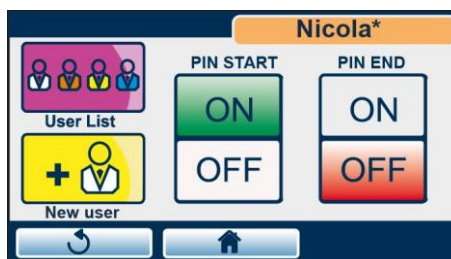 Nicola*
PIN START
PIN END
ON
ON
User List
OFF
OFF
+
New user